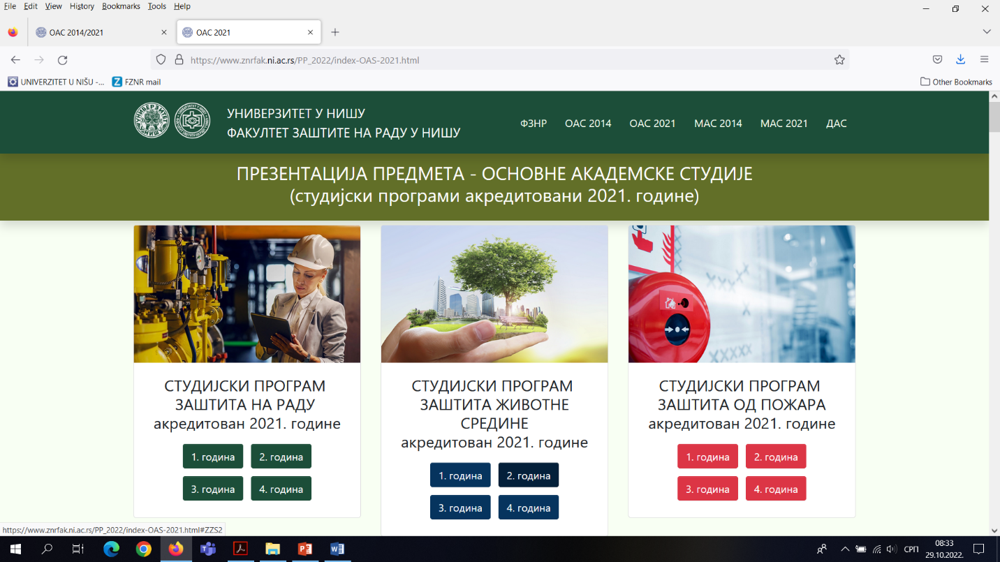 File Edit View History Bookmarks Tools Help
ОАС 2014/2021
ОАС 2021
https://www.znrfak.ni.ac.rs/PP_2022/index-OAS-2021.html
UNIVERZITET U NIŠU -...
FZNR mail
Other Bookmarks
УНИВЕРЗИТЕТ У НИШУ
ФАКУЛТЕТ ЗАШТИТЕ НА РАДУ У НИШУ
ФЗНР ОАС 2014 ОАС 2021 МАС 2014 МАС 2021 ДАС
ПРЕЗЕНТАЦИЈА ПРЕДМЕТА - ОСНОВНЕ АКАДЕМСКЕ СТУДИЈЕ
(студијски програми акредитовани 2021. године)
СТУДИЈСКИ ПРОГРАМ
ЗАШТИТА НА РАДУ
акредитован 2021. године
1. година 2. година
3. година 4. година
СТУДИЈСКИ ПРОГРАМ
ЗАШТИТА ЖИВОТНЕ
СРЕДИНЕ
акредитован 2021. године
1. година 2. година
3. година 4. година
СТУДИЈСКИ ПРОГРАМ
ЗАШТИТА ОД ПОЖАРА
акредитован 2021. године
1. година 2. година
3. година 4. година
https://www.znrfak.ni.ac.rs/PP_2022/index-OAS-2021.html#ZZS2
СРП
08:33
29.10.2022.